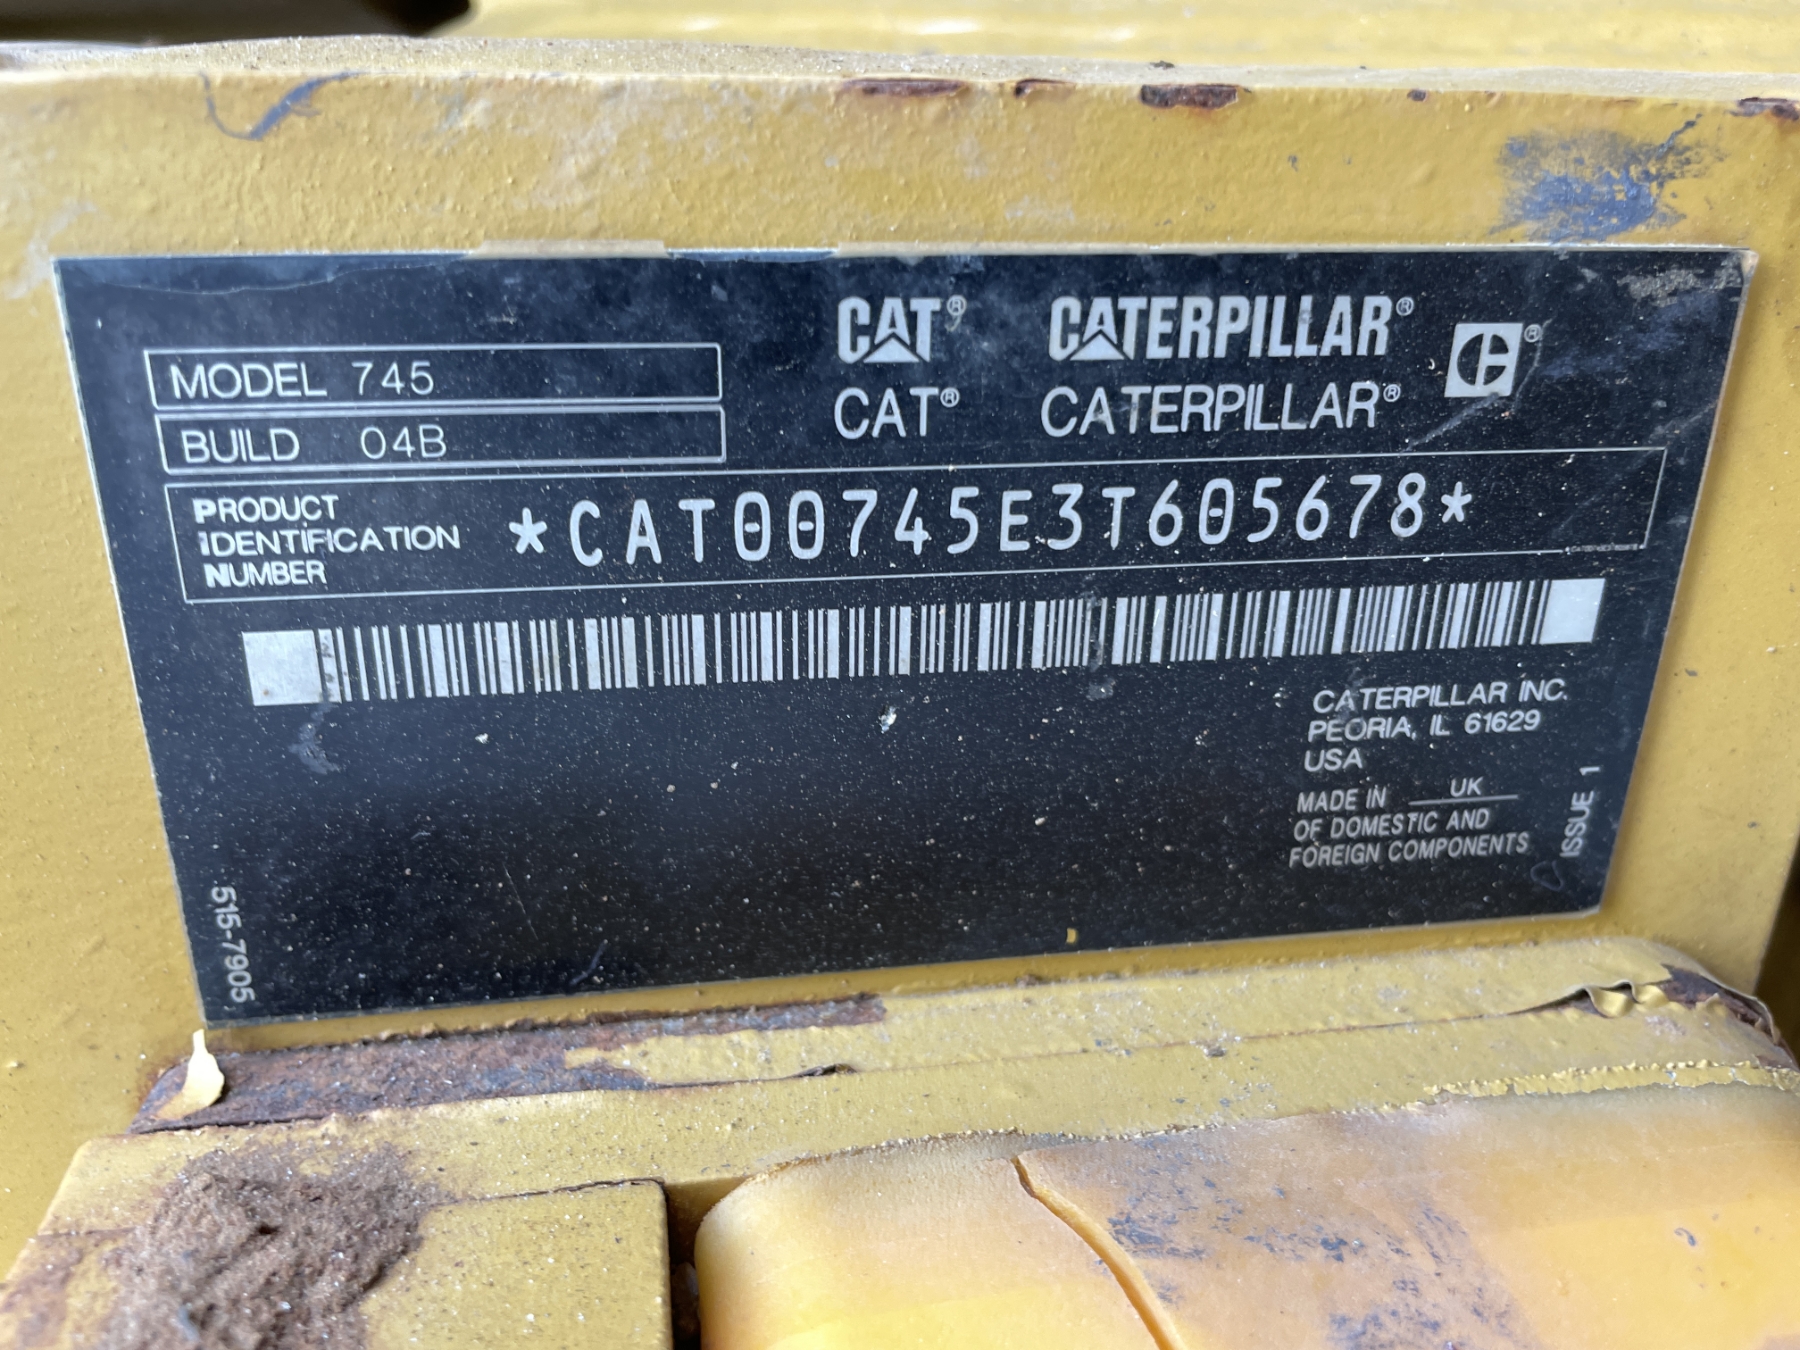 CAT® CATERPILLAR® ®
CAT® CATERPILLAR®
MODEL 745
BUILD 04B
PRODUCT
IDENTIFICATION
NUMBER
*CAT00745E3T605678*
CATERPILLAR INC.
PEORIA, IL 61629
USA
MADE IN UK
OF DOMESTIC AND
FOREIGN COMPONENTS
ISSUE 1
515-7905